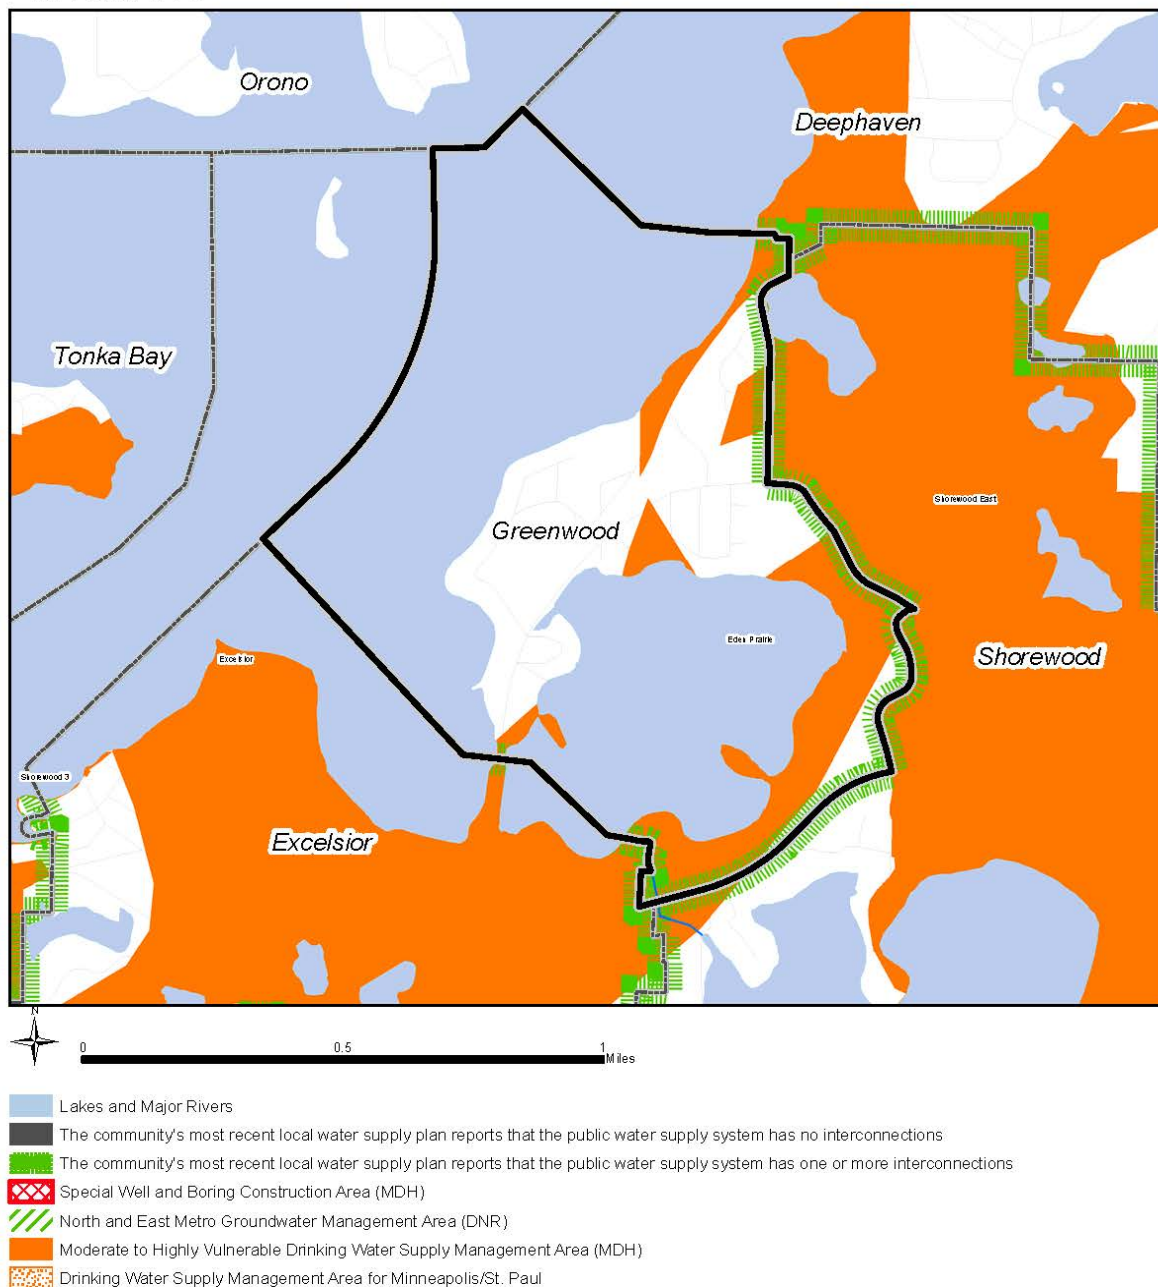 Orono
Deephaven
Tonka Bay
Shorewood East
Greenwood
Eden Prairie
Shorewood
Excelsior
Shorewood 3
Excelsior
N
0 0.5 1
Miles
Lakes and Major Rivers
The community's most recent local water supply plan reports that the public water supply system has no interconnections
The community's most recent local water supply plan reports that the public water supply system has one or more interconnections
Special Well and Boring Construction Area (MDH)
North and East Metro Groundwater Management Area (DNR)
Moderate to Highly Vulnerable Drinking Water Supply Management Area (MDH)
Drinking Water Supply Management Area for Minneapolis/St. Paul